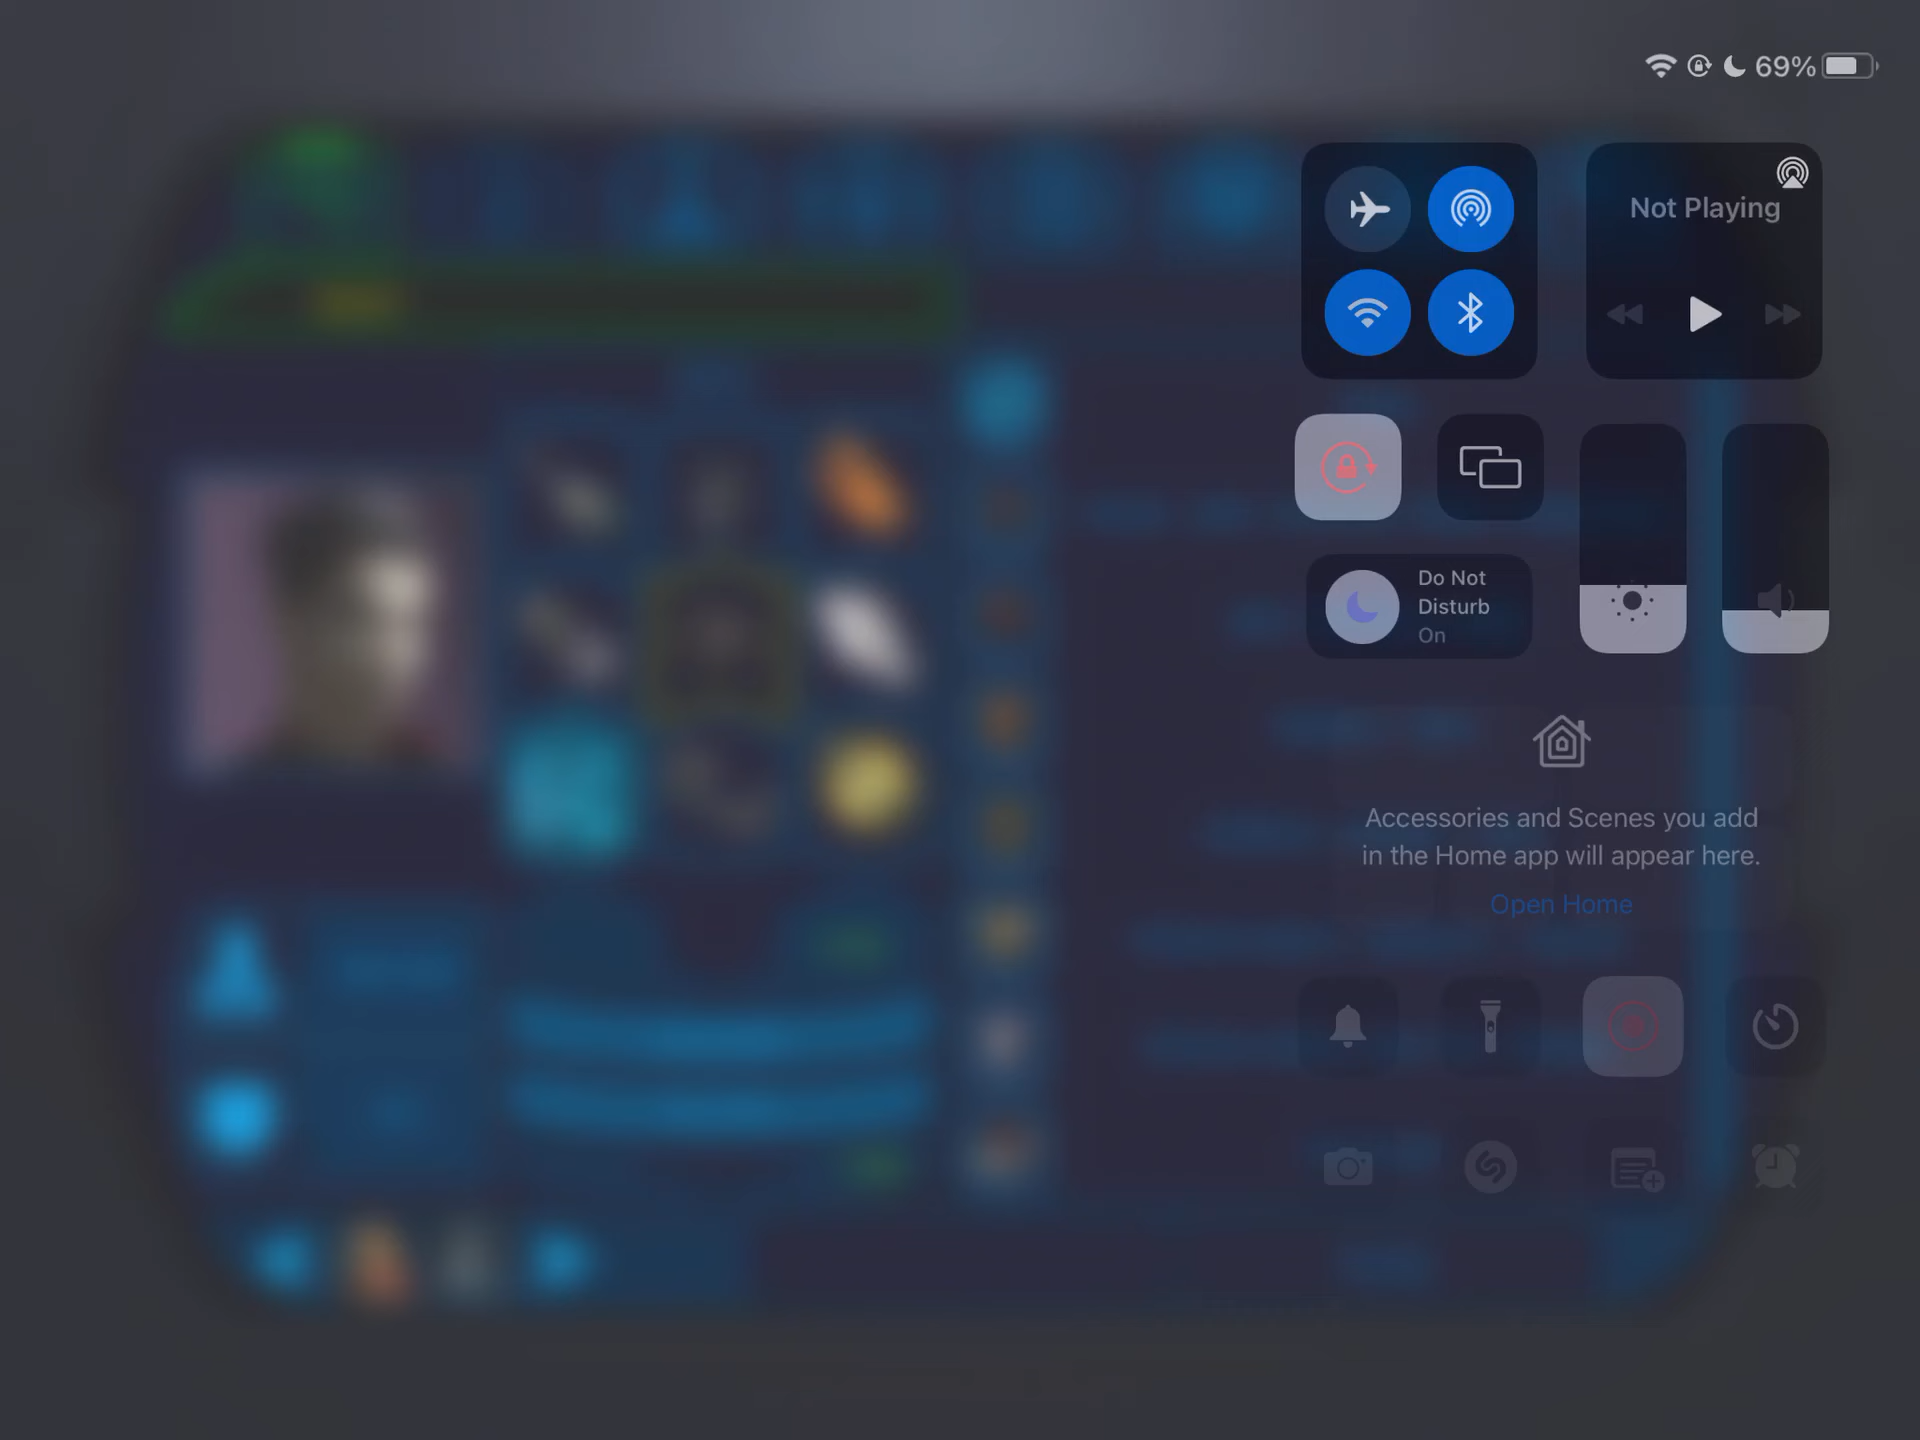 69%
Not Playing
Do Not
Disturb
On
Accessories and Scenes you add
in the Home app will appear here.
Open Home